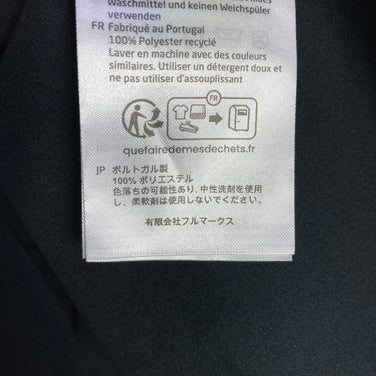 Waschmittel und keinen Weichspüler
verwenden
FR Fabriqué au Portugal
100% Polyester recyclé
Laver en machine avec des couleurs
similaires. Utiliser un détergent doux et
ne pas utiliser d'assouplissant
FR
quefairedemesdechets.fr
JP ポルトガル製
100% ポリエステル
色落ちの可能性あり. 中性洗剤を使用
し、柔軟剤は使用しないでください。
有限会社フルマークス